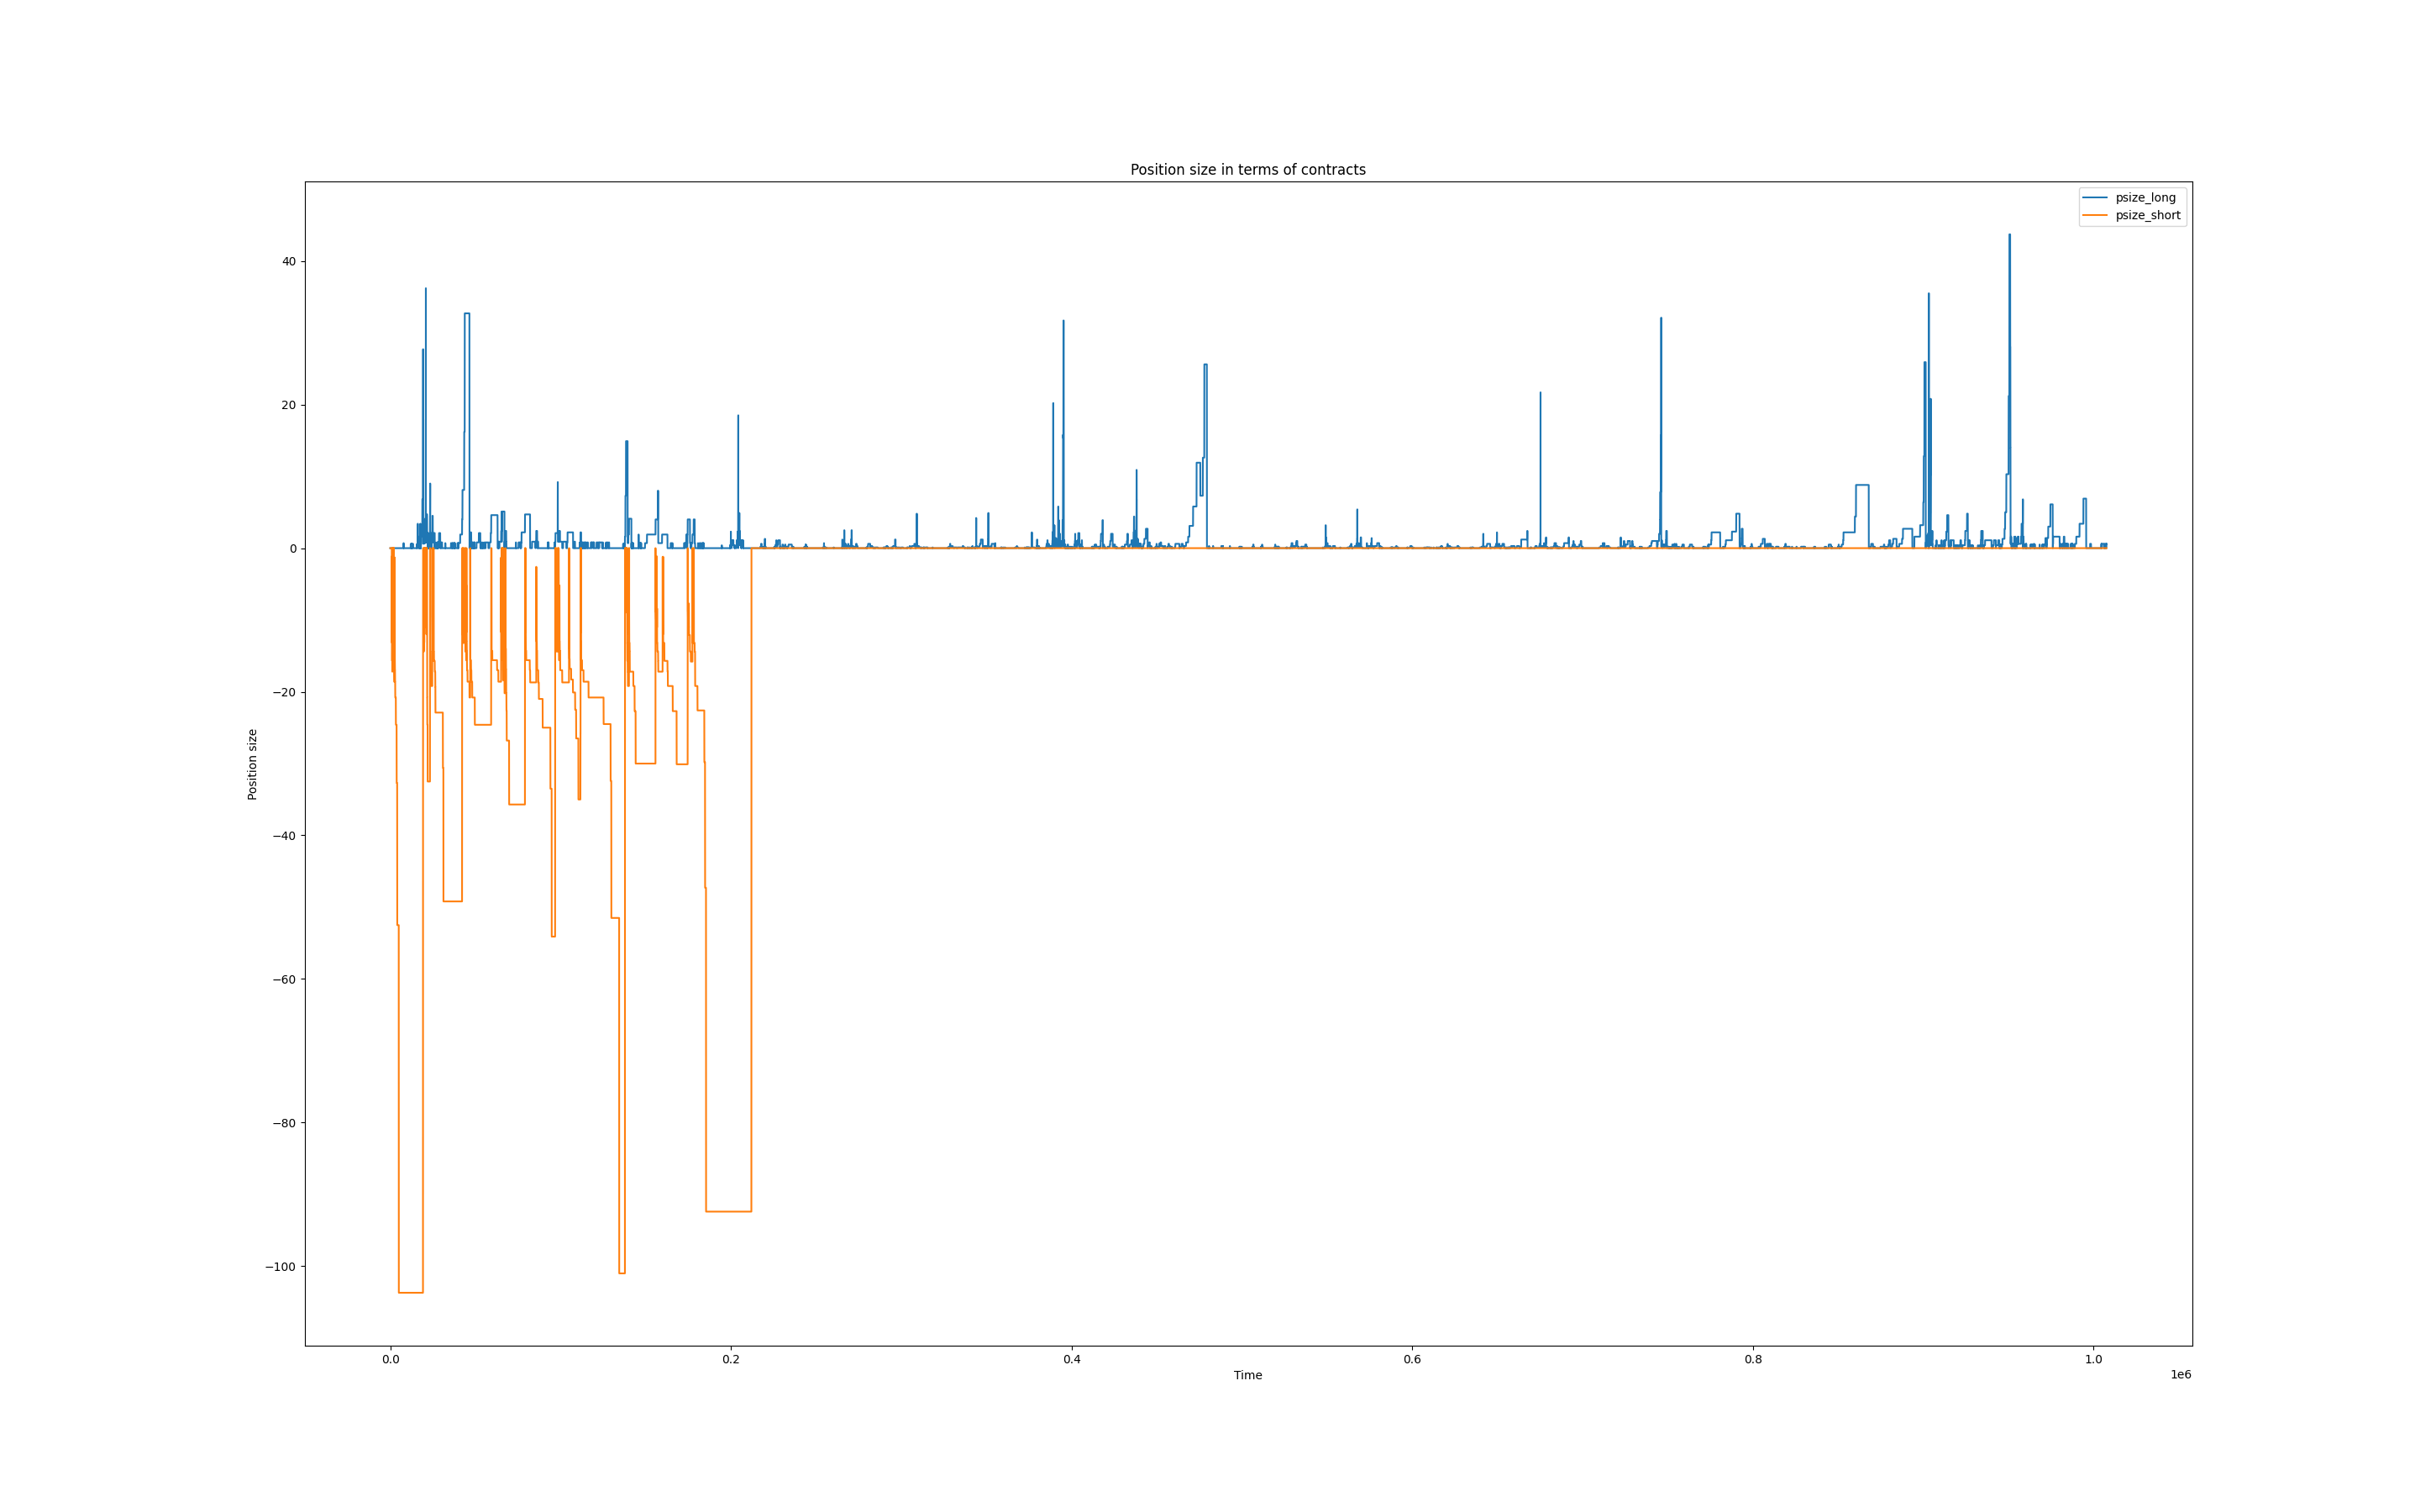 Position size in terms of contracts
psize_long
psize_short
Position size
40
20
0
−20
−40
−60
−80
−100
0.0
0.2
0.4
0.6
0.8
1.0
Time
1e6